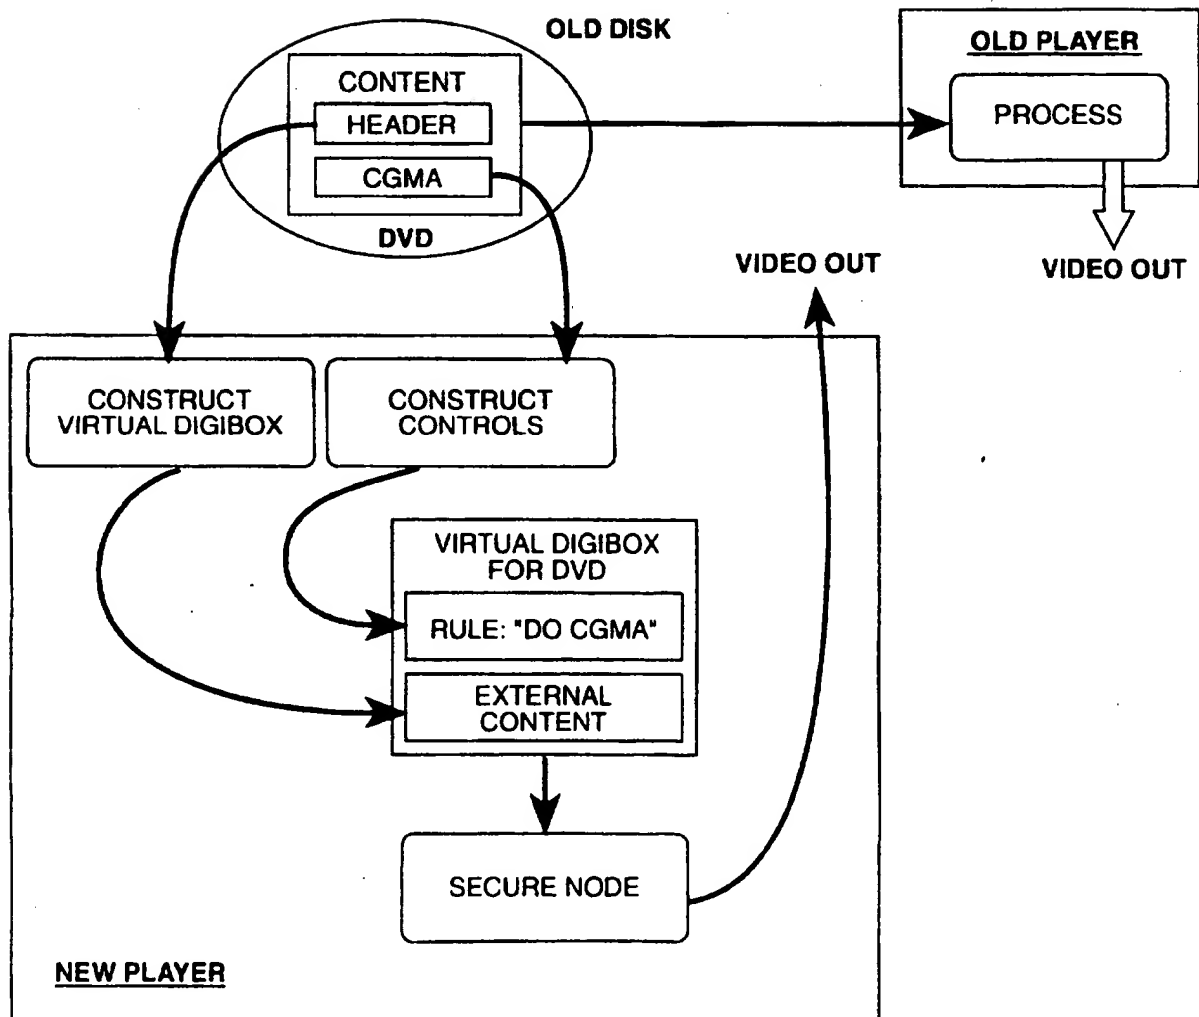 OLD DISK
CONTENT
HEADER
CGMA
DVD
OLD PLAYER
PROCESS
VIDEO OUT
VIDEO OUT
CONSTRUCT
VIRTUAL DIGIBOX
CONSTRUCT
CONTROLS
VIRTUAL DIGIBOX
FOR DVD
RULE: "DO CGMA"
EXTERNAL
CONTENT
SECURE NODE
NEW PLAYER